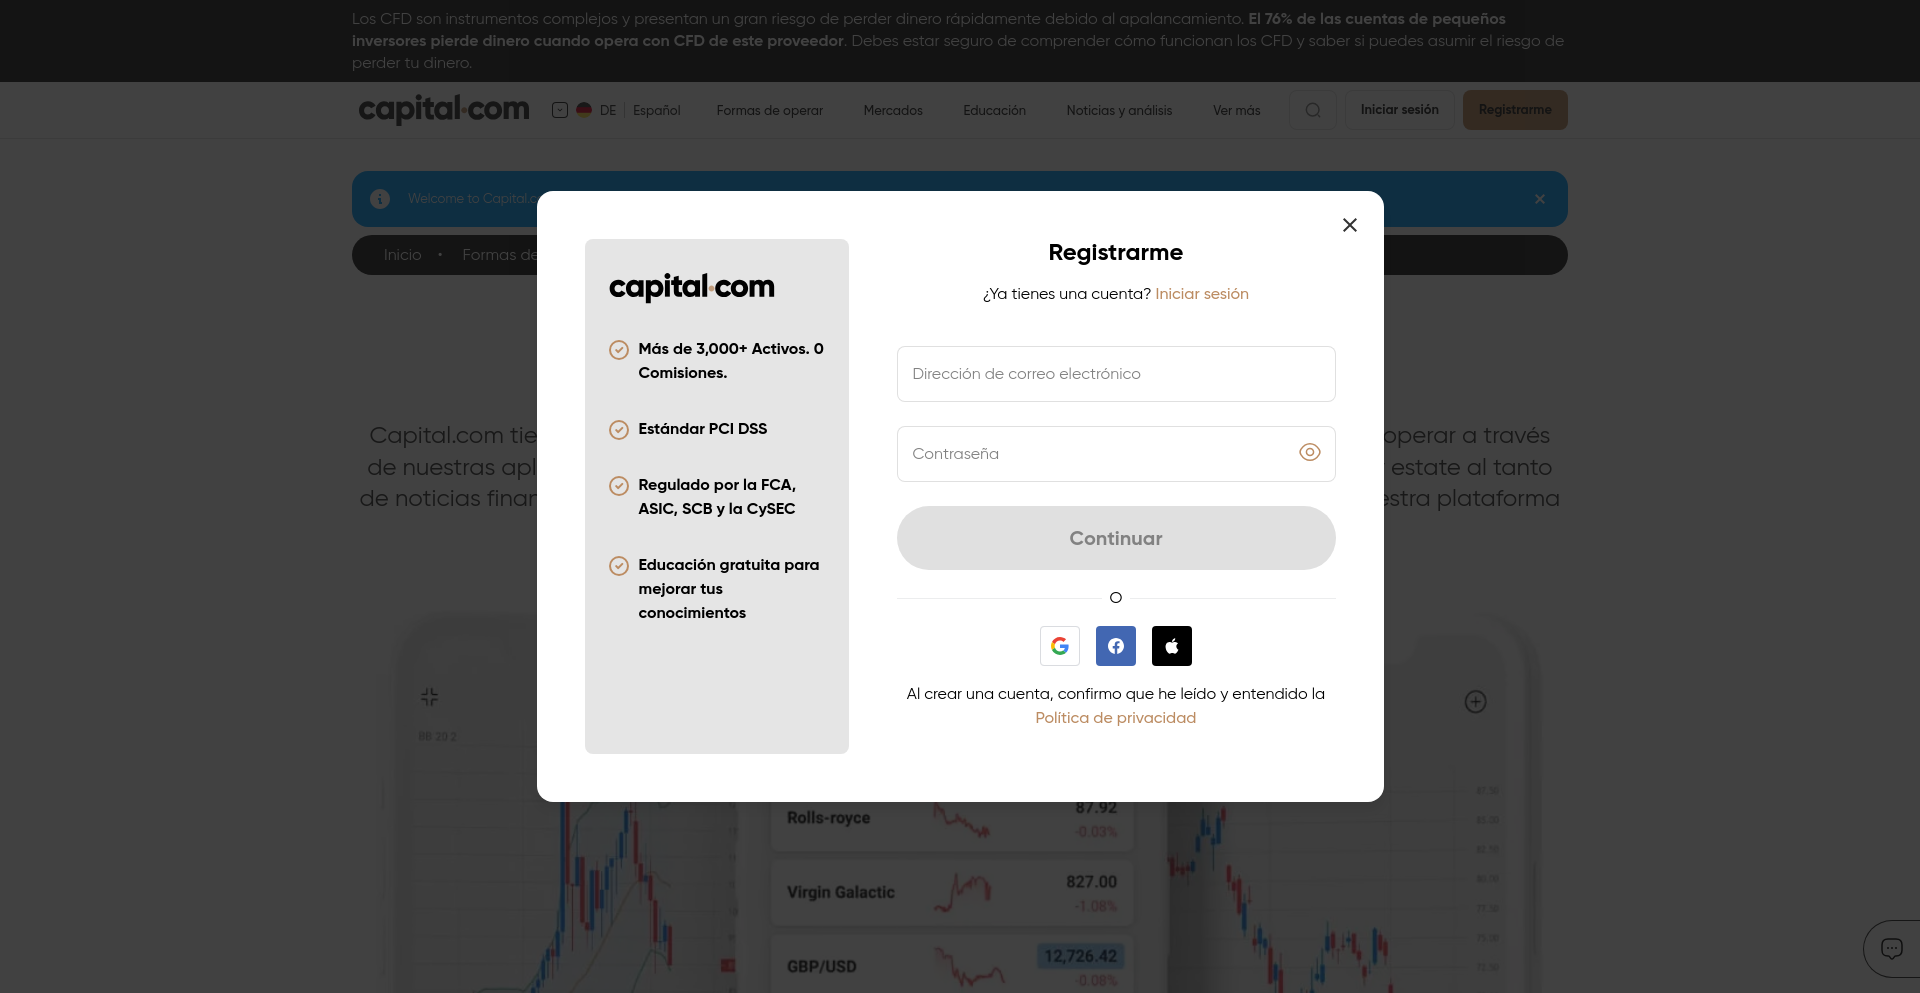 Los CFD son instrumentos complejos y presentan un gran riesgo de perder dinero rápidamente debido al apalancamiento. El 76% de las cuentas de pequeños
inversores pierde dinero cuando opera con CFD de este proveedor. Debes estar seguro de comprender cómo funcionan los CFD y saber si puedes asumir el riesgo de
perder tu dinero.
capital.com DE Español Formas de operar Mercados Educación Noticias y análisis Ver más Iniciar sesión Registrarme
Welcome to Capital.c
Inicio • Formas de
Registrarme
¿Ya tienes una cuenta? Iniciar sesión
capital.com
Más de 3,000+ Activos. 0
Comisiones.
Estándar PCI DSS
Regulado por la FCA,
ASIC, SCB y la CySEC
Educación gratuita para
mejorar tus
conocimientos
Dirección de correo electrónico
Contraseña
Continuar
O
Al crear una cuenta, confirmo que he leído y entendido la
Política de privacidad
Capital.com tie
operar a través
de nuestras apl
estate al tanto
de noticias finan
estra plataforma
BB 20 2
Rolls-royce 87.92
-0.03%
Virgin Galactic 827.00
-1.08%
GBP/USD 12,726.42
-0.08%